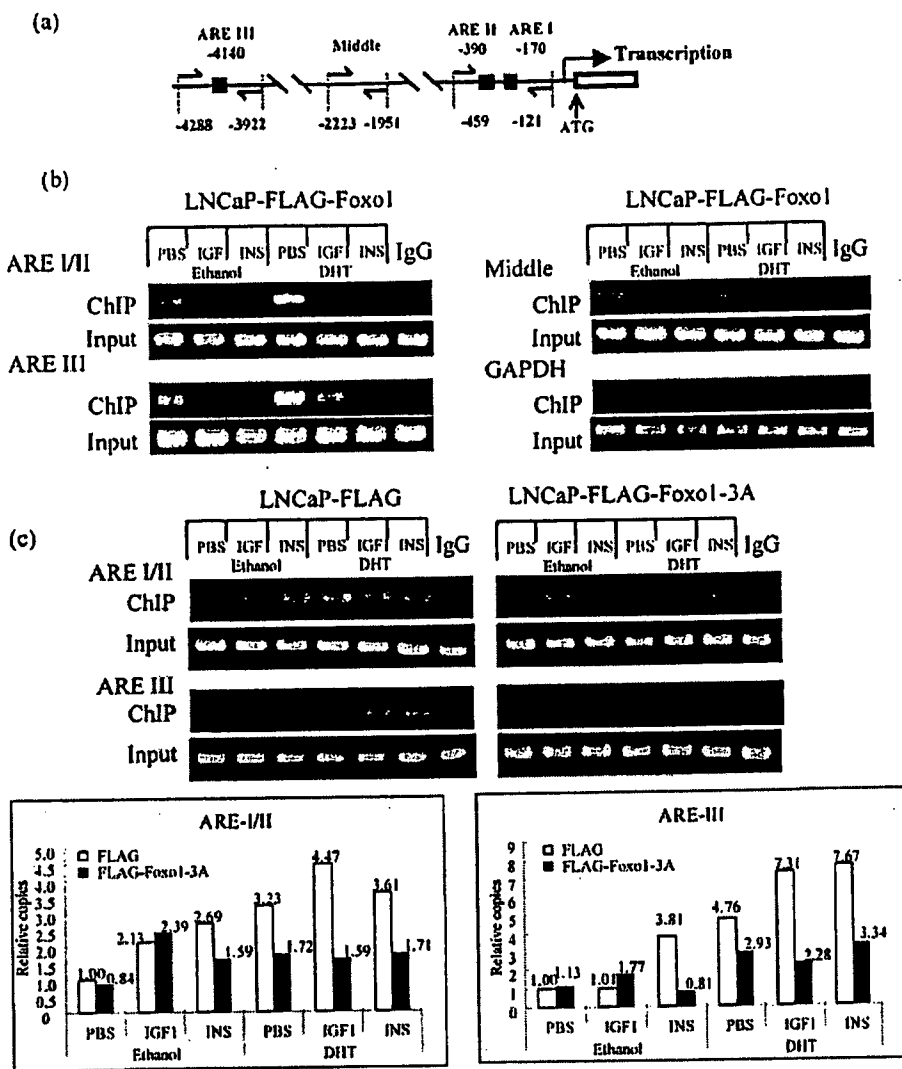 (a)
ARE III
-4140
Middle
ARE II
-390
ARE I
-170
Transcription
-4288
-3922
-2223
-1951
-459
-121
ATG
(b)
LNCaP-FLAG-Foxo1
PBS IGF INS PBS IGF INS IgG
Ethanol DHT
ARE I/II
ChIP
Input
ARE III
ChIP
Input
LNCaP-FLAG-Foxo1
PBS IGF INS PBS IGF INS IgG
Ethanol DHT
Middle
ChIP
Input
GAPDH
ChIP
Input
(c)
LNCaP-FLAG
PBS IGF INS PBS IGF INS IgG
Ethanol DHT
ARE I/II
ChIP
Input
ARE III
ChIP
Input
LNCaP-FLAG-Foxo1-3A
PBS IGF INS PBS IGF INS IgG
Ethanol DHT
ARE-I/II
Relative copies
5.0
4.5
4.0
3.5
3.0
2.5
2.0
1.5
1.0
0.5
0.0
FLAG
FLAG-Foxo1-3A
1.00 0.84 2.13 2.39 2.69 1.59 3.23 1.72 4.47 1.59 3.61 1.71
PBS IGF1 INS PBS IGF1 INS
Ethanol DHT
ARE-III
Relative copies
9
8
7
6
5
4
3
2
1
0
FLAG
FLAG-Foxo1-3A
1.00 1.13 1.01 1.77 3.81 0.81 4.76 2.93 7.31 2.28 7.67 3.34
PBS IGF1 INS PBS IGF1 INS
Ethanol DHT